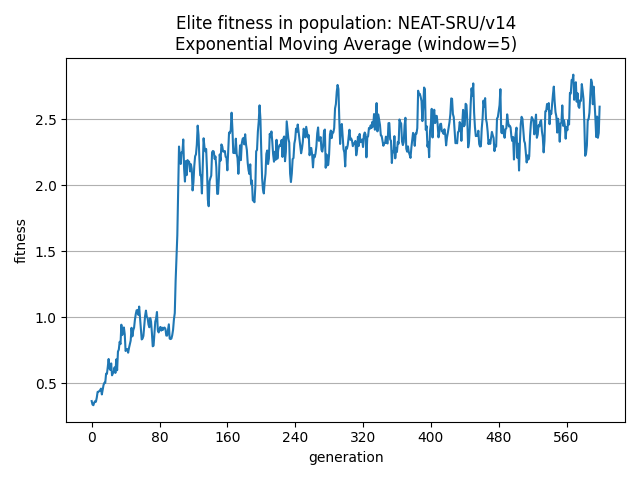 Elite fitness in population: NEAT-SRU/v14
Exponential Moving Average (window=5)
fitness
2.5
2.0
1.5
1.0
0.5
0 80 160 240 320 400 480 560
generation